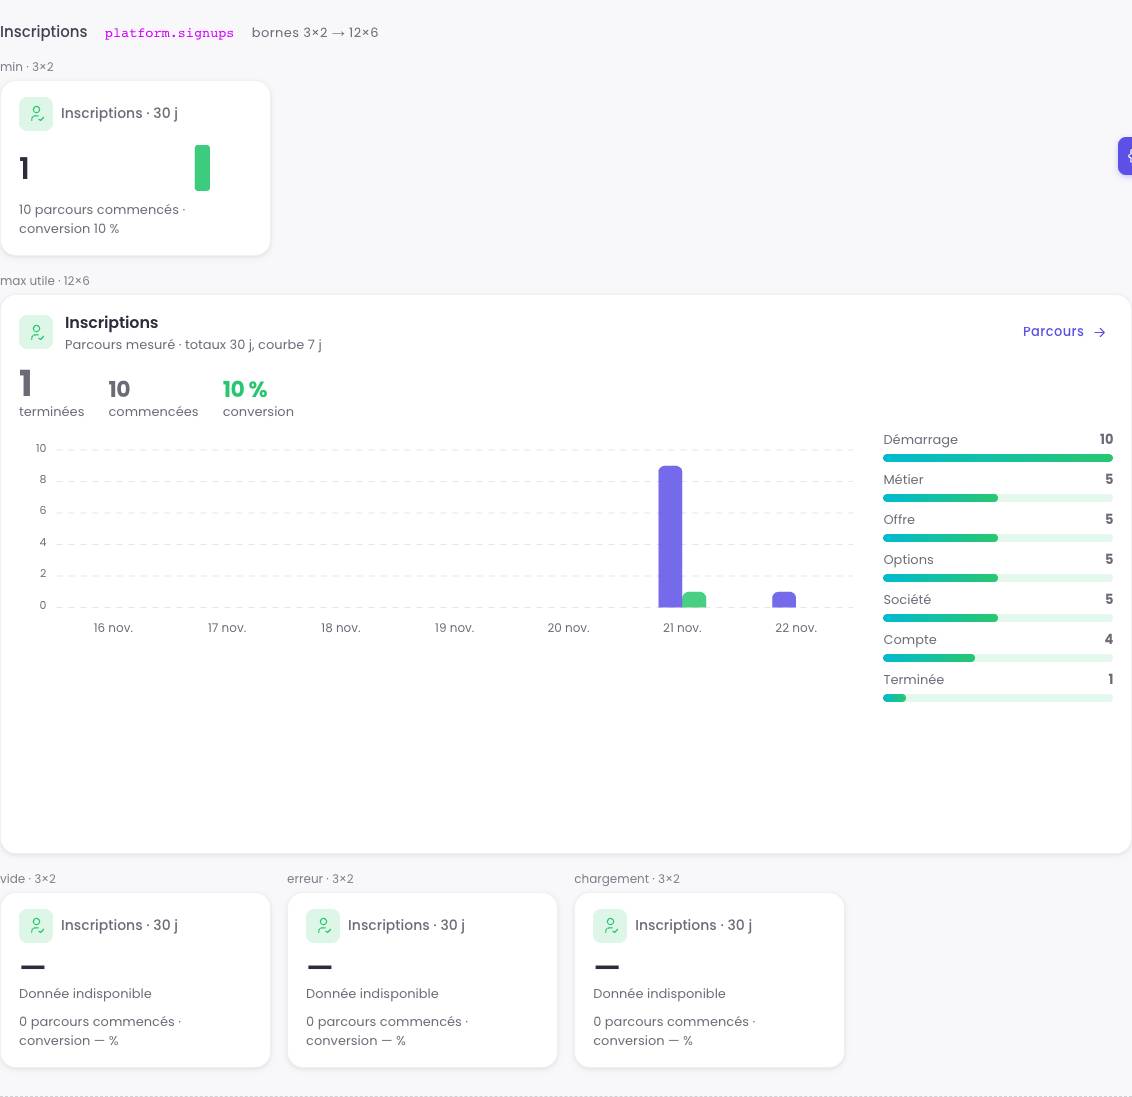 Inscriptions platform.signups bornes 3×2 → 12×6
min · 3×2
Inscriptions · 30 j
1
10 parcours commencés ·
conversion 10 %
max utile · 12×6
Inscriptions
Parcours mesuré · totaux 30 j, courbe 7 j
Parcours →
1
terminées
10
commencées
10 %
conversion
10
8
6
4
2
0
16 nov. 17 nov. 18 nov. 19 nov. 20 nov. 21 nov. 22 nov.
Démarrage 10
Métier 5
Offre 5
Options 5
Société 5
Compte 4
Terminée 1
vide · 3×2
Inscriptions · 30 j
—
Donnée indisponible
0 parcours commencés ·
conversion — %
erreur · 3×2
Inscriptions · 30 j
—
Donnée indisponible
0 parcours commencés ·
conversion — %
chargement · 3×2
Inscriptions · 30 j
—
Donnée indisponible
0 parcours commencés ·
conversion — %